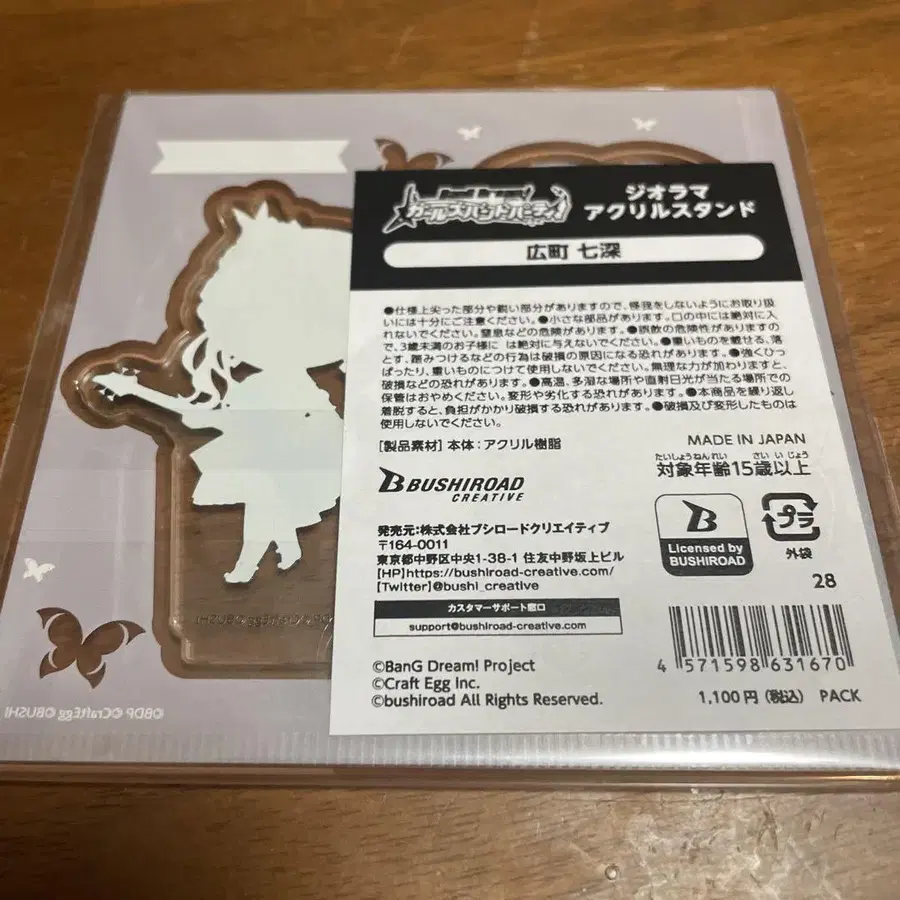 BanG Dream!
ガールズバンドパーティ!
ジオラマ
アクリルスタンド
広町 七深
●仕様上尖った部分や鋭い部分がありますので、怪我をしないようにお取り扱
いには十分にご注意ください。●小さな部品があります。口の中には絶対に入
れないでください。窒息などの危険があります。●誤飲の危険性がありますの
で、3歳未満のお子様に は絶対に与えないでください。●重いものを載せる、落
とす、踏みつけるなどの行為は破損の原因になる恐れがあります。●強くひっ
ぱったり、重いものにつけて使用しないでください。無理な力が加わりますと、
破損などの恐れがあります。●高温、多湿な場所や直射日光が当たる場所での
保管はおやめください。変形や劣化する恐れがあります。●本商品を繰り返し
着脱すると、負担がかかり破損する恐れがあります。●破損及び変形したものは
使用しないでください。
[製品素材] 本体:アクリル樹脂
MADE IN JAPAN
たいしょうねんれい さい いじょう
対象年齢15歳以上
B BUSHIROAD
CREATIVE
発売元:株式会社ブシロードクリエイティブ
〒164-0011
東京都中野区中央1-38-1 住友中野坂上ビル
[HP]https://bushiroad-creative.com/
[Twitter]@bushi_creative
カスタマーサポート窓口
support@bushiroad-creative.com
B
Licensed by
BUSHIROAD
プラ
外袋
28
©BanG Dream! Project
©Craft Egg Inc.
©bushiroad All Rights Reserved.
4 571598 631670
1,100円(税込) PACK
©BDP ©CraftEgg ©BUSHI